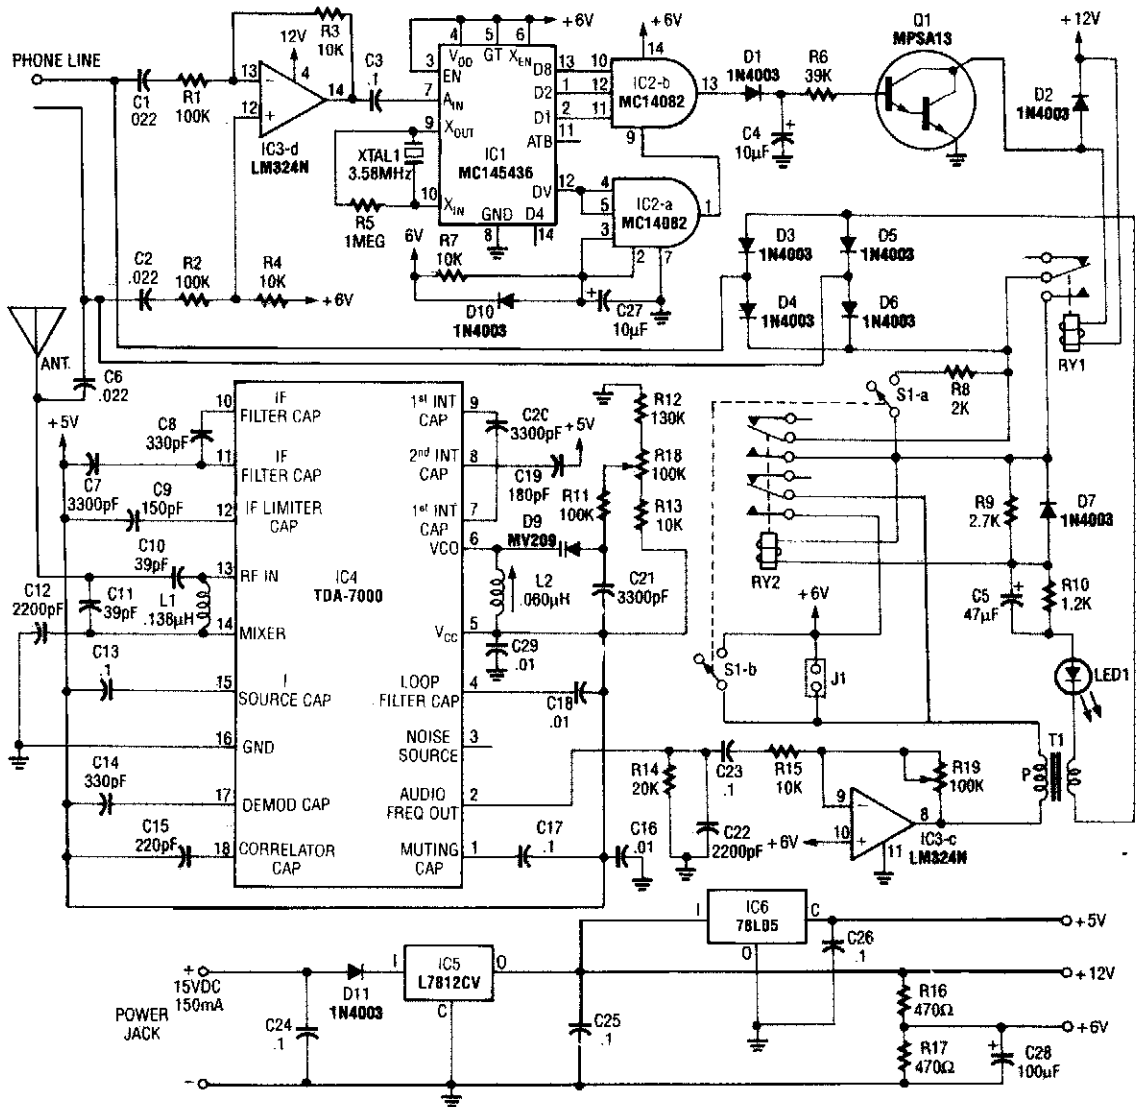 PHONE LINE
C1
.022
R1
100K
R3
10K
12V
13
12
4
14
+
IC3-d
LM324N
C3
.1
+6V
4
5
6
3
7
9
10
VDD
GT
XEN
EN
AIN
XOUT
XIN
IC1
MC145436
GND
8
D4
14
D8
D2
D1
ATB
DV
13
1
2
11
12
XTAL1
3.58MHz
R5
1MEG
+6V
14
10
12
11
9
13
IC2-b
MC14082
4
5
3
2
7
1
IC2-a
MC14082
D1
1N4003
R6
39K
C4
10µF
+
Q1
MPSA13
+12V
D2
1N4003
C2
.022
R2
100K
R4
10K
+6V
6V
R7
10K
D10
1N4003
+
C27
10µF
D3
1N4003
D5
1N4003
D4
1N4003
D6
1N4003
RY1
ANT.
C6
.022
S1-a
R8
2K
+5V
C8
330pF
C7
3300pF
C9
150pF
C10
39pF
C12
2200pF
C11
39pF
L1
.138µH
C13
.1
C14
330pF
C15
220pF
10
IF
FILTER CAP
11
IF
FILTER CAP
12
IF LIMITER
CAP
13
RF IN
14
MIXER
15
I
SOURCE CAP
16
GND
17
DEMOD CAP
18
CORRELATOR
CAP
IC4
TDA-7000
1st INT
CAP
9
2nd INT
CAP
8
1st INT
CAP
7
VCO
6
VCC
5
LOOP
FILTER CAP
4
NOISE
SOURCE
3
AUDIO
FREQ OUT
2
MUTING
CAP
1
C20
3300pF
+5V
C19
180pF
R11
100K
R12
130K
R18
100K
R13
10K
D9
MV209
L2
.060µH
C21
3300pF
C29
.01
C18
.01
C17
.1
C16
.01
RY2
R9
2.7K
D7
1N4003
C5
47µF
+
R10
1.2K
+6V
S1-b
J1
LED1
T1
P
R14
20K
C23
.1
R15
10K
C22
2200pF
R19
100K
9
10
8
11
+
+6V
IC3-c
LM324N
+
15VDC
150mA
POWER
JACK
−
C24
.1
D11
1N4003
I
IC5
L7812CV
O
C
C25
.1
I
IC6
78L05
C
O
C26
.1
+5V
+12V
+6V
R16
470Ω
R17
470Ω
+
C28
100µF